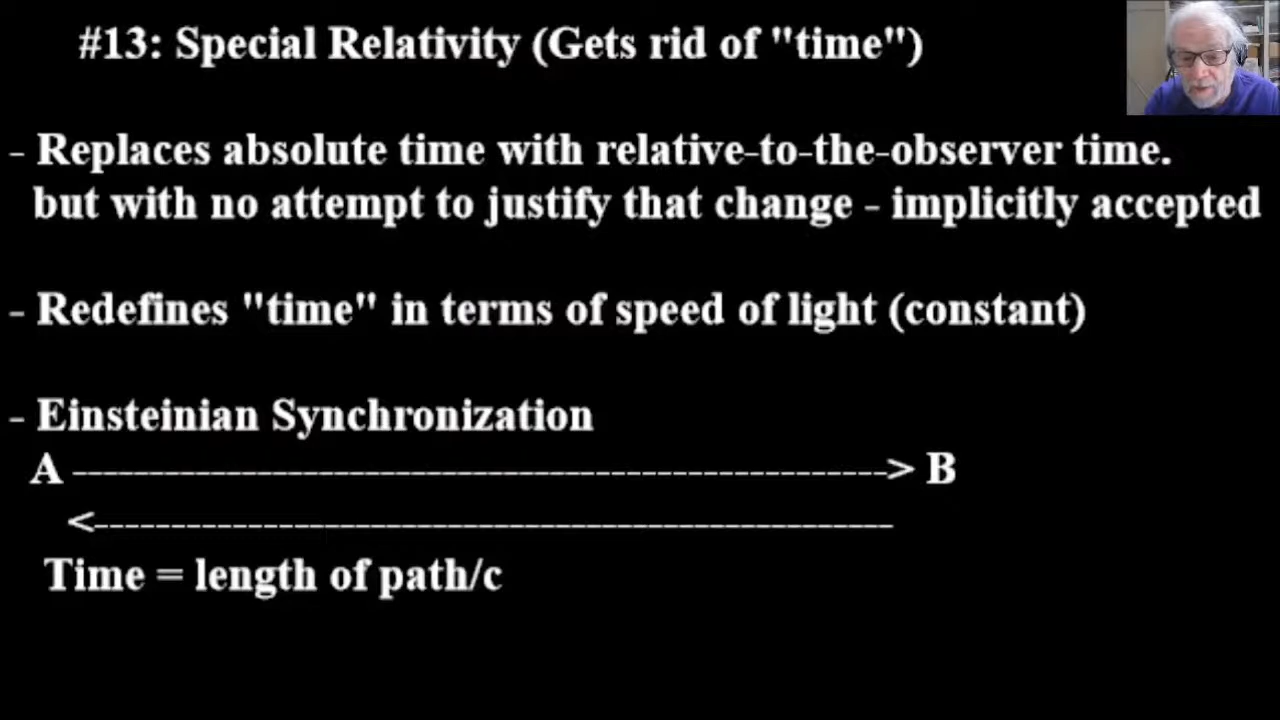 #13: Special Relativity (Gets rid of "time")
- Replaces absolute time with relative-to-the-observer time.
but with no attempt to justify that change - implicitly accepted
- Redefines "time" in terms of speed of light (constant)
- Einsteinian Synchronization
A ----------------------------------------------------> B
<----------------------------------------------------
Time = length of path/c